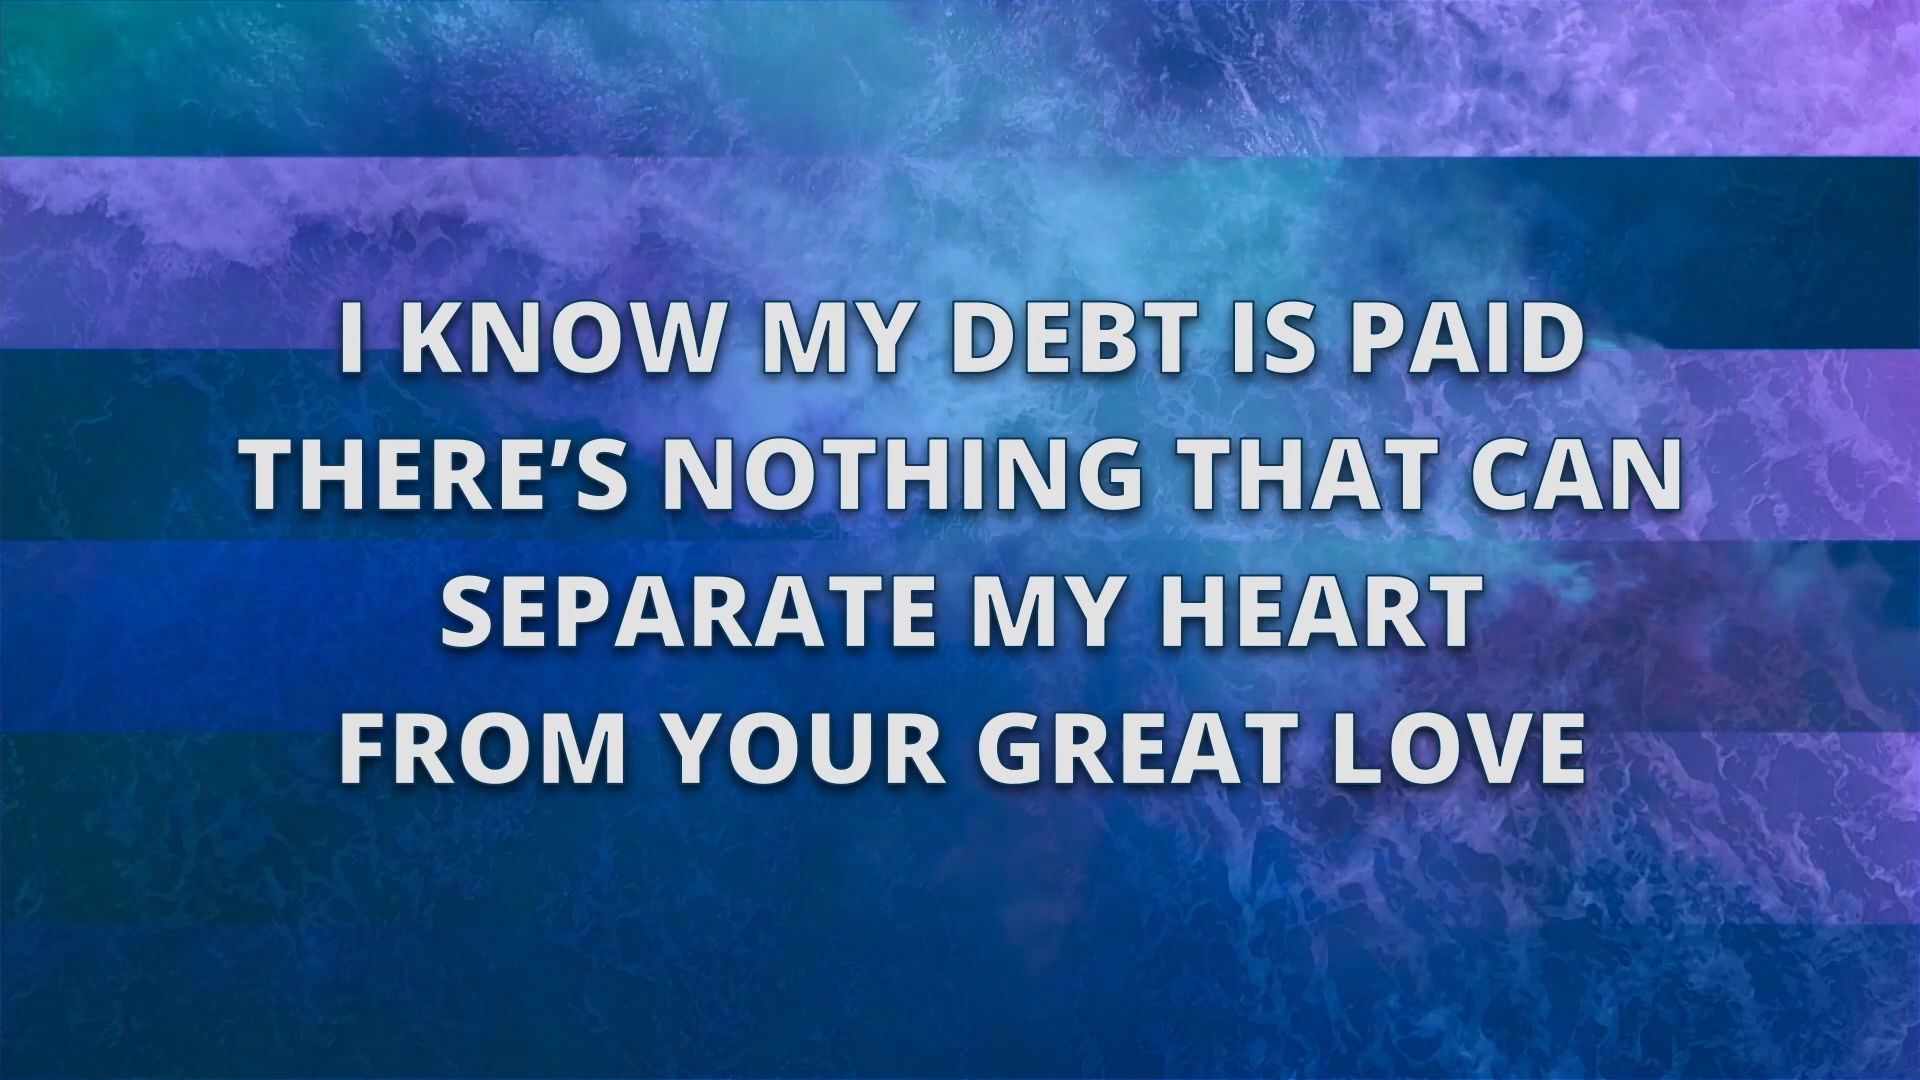 I KNOW MY DEBT IS PAID
THERE’S NOTHING THAT CAN
SEPARATE MY HEART
FROM YOUR GREAT LOVE